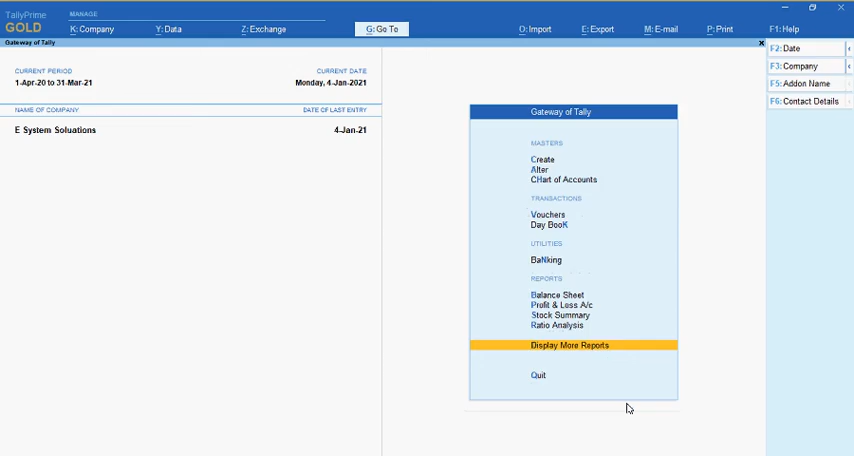 TallyPrime
GOLD
MANAGE
K: Company
Y: Data
Z: Exchange
G: Go To
O: Import
E: Export
M: E-mail
P: Print
F1: Help
Gateway of Tally
x
F2: Date
F3: Company
F5: Addon Name
F6: Contact Details
CURRENT PERIOD
CURRENT DATE
1-Apr-20 to 31-Mar-21
Monday, 4-Jan-2021
NAME OF COMPANY
DATE OF LAST ENTRY
E System Soluations
4-Jan-21
Gateway of Tally
MASTERS
Create
Alter
CHart of Accounts
TRANSACTIONS
Vouchers
Day BooK
UTILITIES
BaNking
REPORTS
Balance Sheet
Profit & Loss A/c
Stock Summary
Ratio Analysis
Display More Reports
Quit